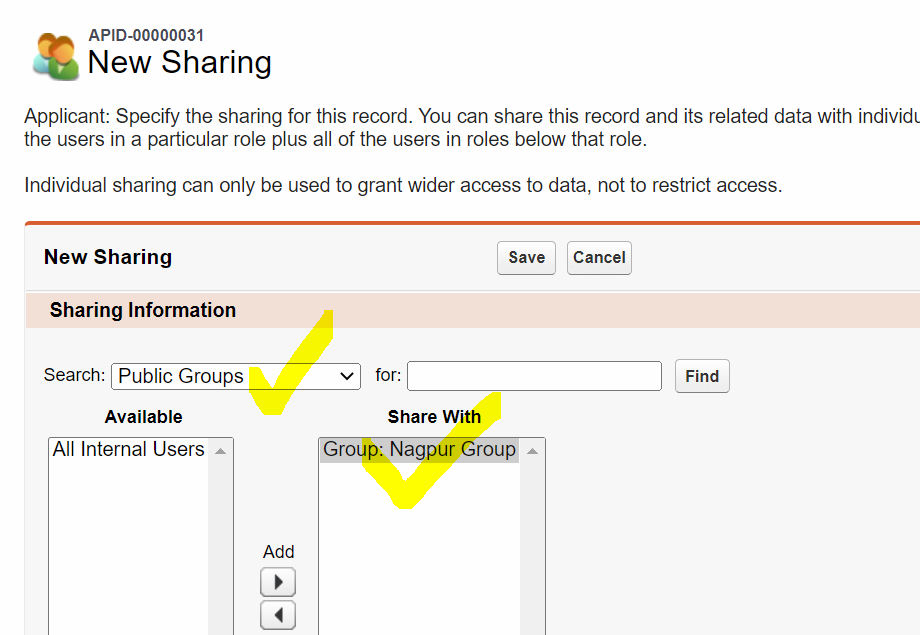 APID-00000031
New Sharing
Applicant: Specify the sharing for this record. You can share this record and its related data with individu
the users in a particular role plus all of the users in roles below that role.
Individual sharing can only be used to grant wider access to data, not to restrict access.
New Sharing Save Cancel
Sharing Information
Search: Public Groups for: Find
Available Share With
All Internal Users Group: Nagpur Group
Add